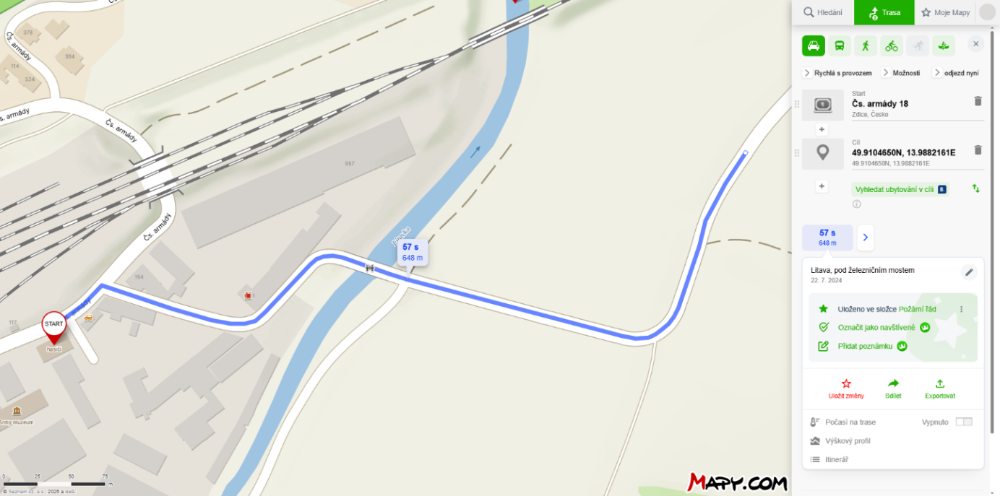 378
384
114
534
Čs. armády
Čs. armády
Čs. armády
Čs. armády
957
Litavka
57 s
648 m
154
117
START
hasiči
Army muzeum
0 25 50 75 m
© Seznam.cz, a.s., 2025 a další
MAPY.COM
Hledání
Trasa
Moje Mapy
Rychlá s provozem
Možnosti
odjezd nyní
Start
Čs. armády 18
Zdice, Česko
+
Cíl
49.9104650N, 13.9882161E
49.9104650N, 13.9882161E
+
Vyhledat ubytování v cíli B.
57 s
648 m
Litava, pod železničním mostem
22. 7. 2024
Uloženo ve složce Požární řád
Označit jako navštívené
Přidat poznámku
Uložit změny
Sdílet
Exportovat
Počasí na trase
Vypnuto
Výškový profil
Itinerář